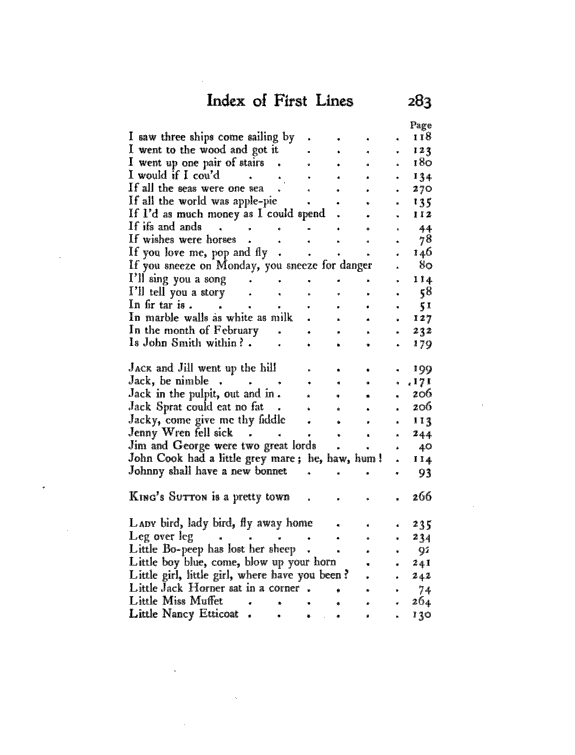 Index of First Lines 283
Page
I saw three ships come sailing by . . . . 118
I went to the wood and got it . . . . 123
I went up one pair of stairs . . . . . 180
I would if I cou'd . . . . . . 134
If all the seas were one sea . . . . . 270
If all the world was apple-pie . . . . 135
If I'd as much money as I could spend . . . 112
If ifs and ands . . . . . . . 44
If wishes were horses . . . . . . 78
If you love me, pop and fly . . . . . 146
If you sneeze on Monday, you sneeze for danger . 80
I'll sing you a song . . . . . . 114
I'll tell you a story . . . . . . 58
In fir tar is . . . . . . . . 51
In marble walls as white as milk . . . . 127
In the month of February . . . . . 232
Is John Smith within ? . . . . . . 179
JACK and Jill went up the hill . . . . 199
Jack, be nimble . . . . . . . 171
Jack in the pulpit, out and in . . . . . 206
Jack Sprat could eat no fat . . . . . 206
Jacky, come give me thy fiddle . . . . 113
Jenny Wren fell sick . . . . . . 244
Jim and George were two great lords . . . 40
John Cook had a little grey mare ; he, haw, hum ! . 114
Johnny shall have a new bonnet . . . . 93
KING'S SUTTON is a pretty town . . . . 266
LADY bird, lady bird, fly away home . . . 235
Leg over leg . . . . . . . 234
Little Bo-peep has lost her sheep . . . . 
Little boy blue, come, blow up your horn . . 241
Little girl, little girl, where have you been ? . . 242
Little Jack Horner sat in a corner . . . . 74
Little Miss Muffet . . . . . . 264
Little Nancy Etticoat . . . . . . 130